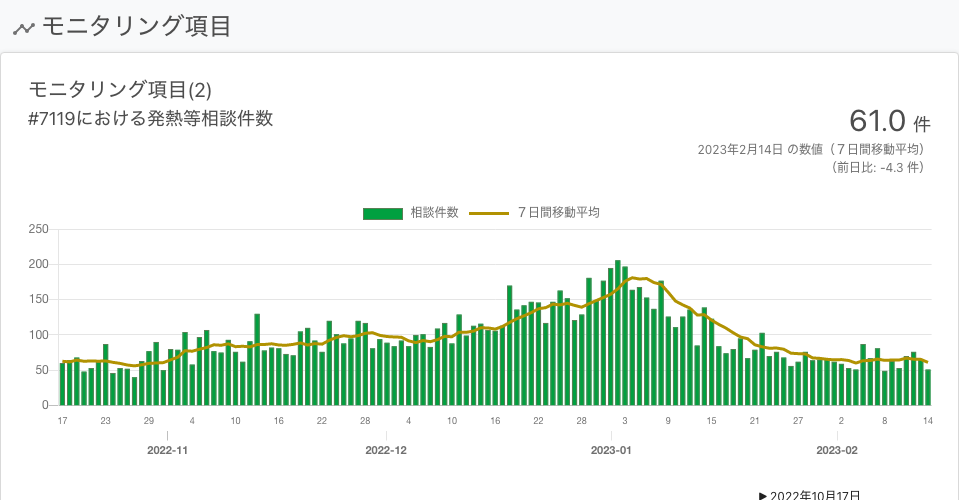 モニタリング項目
モニタリング項目(2)
#7119における発熱等相談件数
61.0 件
2023年2月14日 の数値（７日間移動平均）
（前日比: -4.3 件）
相談件数 ７日間移動平均
250
200
150
100
50
0
17 23 29 4 10 16 22 28 4 10 16 22 28 3 9 15 21 27 2 8 14
2022-11 2022-12 2023-01 2023-02
▶ 2022年10月17日